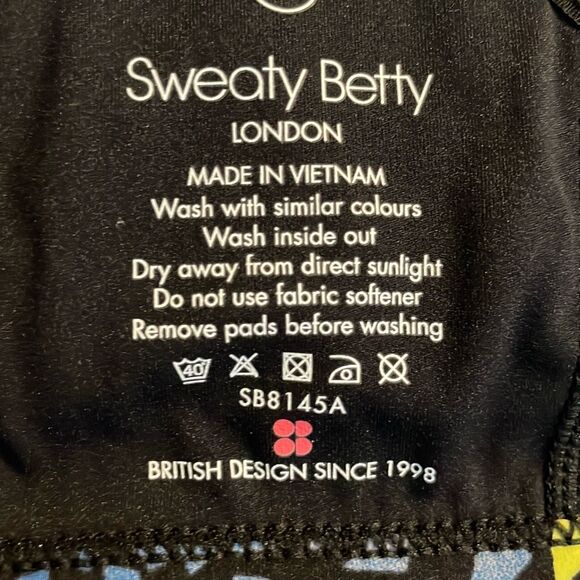 Sweaty Betty
LONDON
MADE IN VIETNAM
Wash with similar colours
Wash inside out
Dry away from direct sunlight
Do not use fabric softener
Remove pads before washing
40
SB8145A
BRITISH DESIGN SINCE 1998